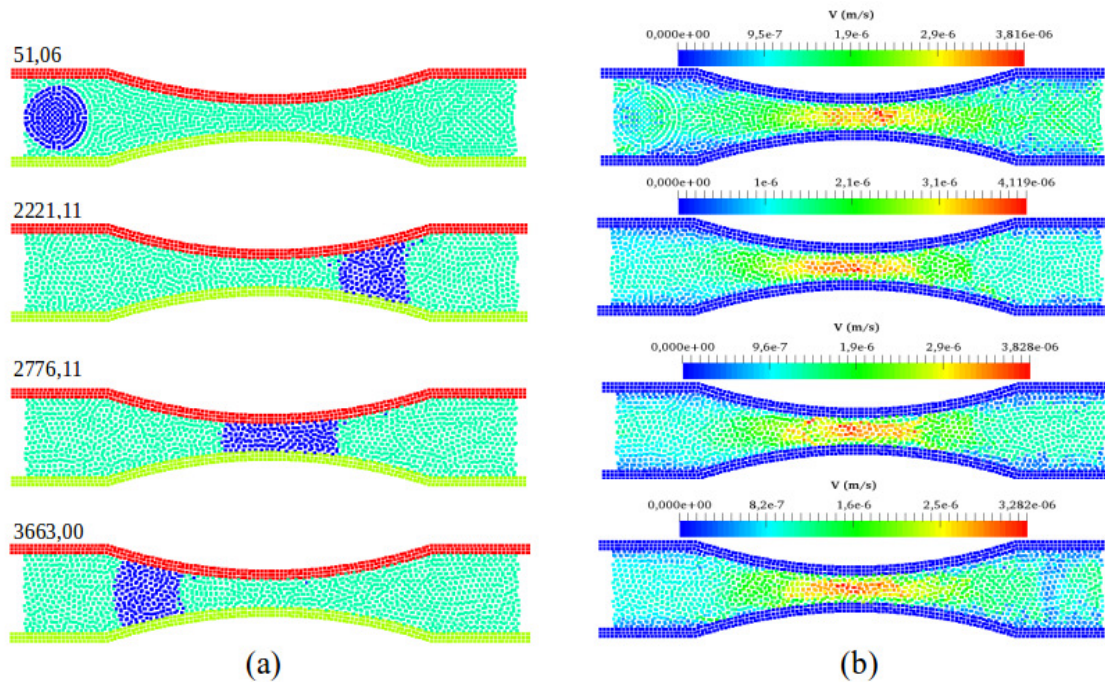 51,06
V (m/s)
0,000e+00 9,5e-7 1,9e-6 2,9e-6 3,816e-06
2221,11
0,000e+00 1e-6 2,1e-6 3,1e-6 4,119e-06
2776,11
V (m/s)
0,000e+00 9,6e-7 1,9e-6 2,9e-6 3,828e-06
3663,00
V (m/s)
0,000e+00 8,2e-7 1,6e-6 2,5e-6 3,282e-06
(a) (b)